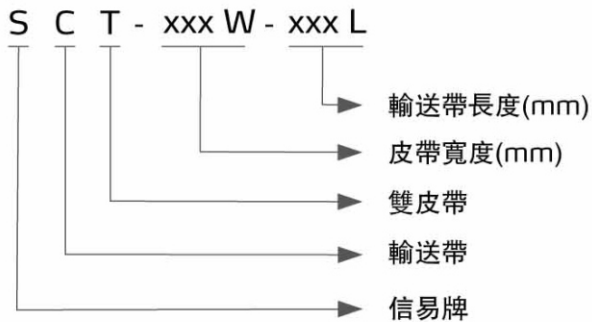 S C T - xxx W - xxx L
輸送帶長度(mm)
皮帶寬度(mm)
雙皮帶
輸送帶
信易牌